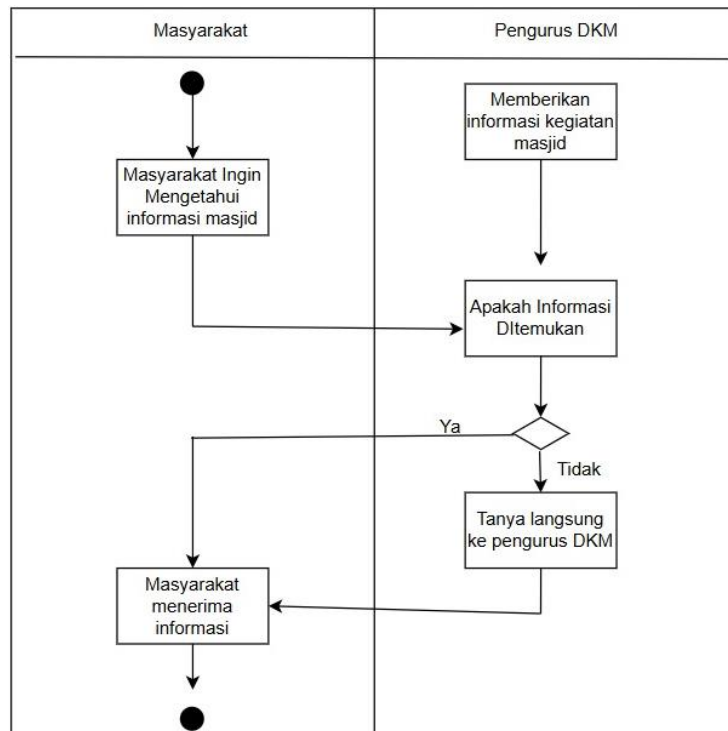 Masyarakat
Pengurus DKM
Memberikan
informasi kegiatan
masjid
Masyarakat Ingin
Mengetahui
informasi masjid
Apakah Informasi
DItemukan
Ya
Tidak
Tanya langsung
ke pengurus DKM
Masyarakat
menerima
informasi